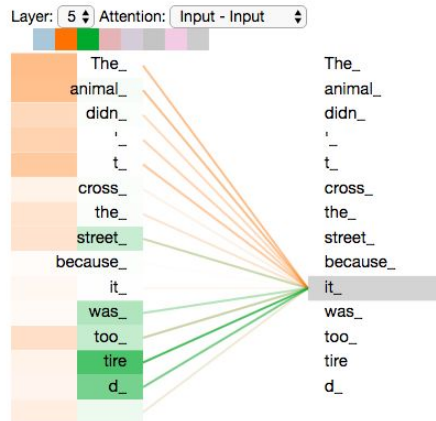 Layer: 5 Attention: Input - Input
The_ The_
animal_ animal_
didn_ didn_
'_ '_
t_ t_
cross_ cross_
the_ the_
street_ street_
because_ because_
it_ it_
was_ was_
too_ too_
tire tire
d_ d_